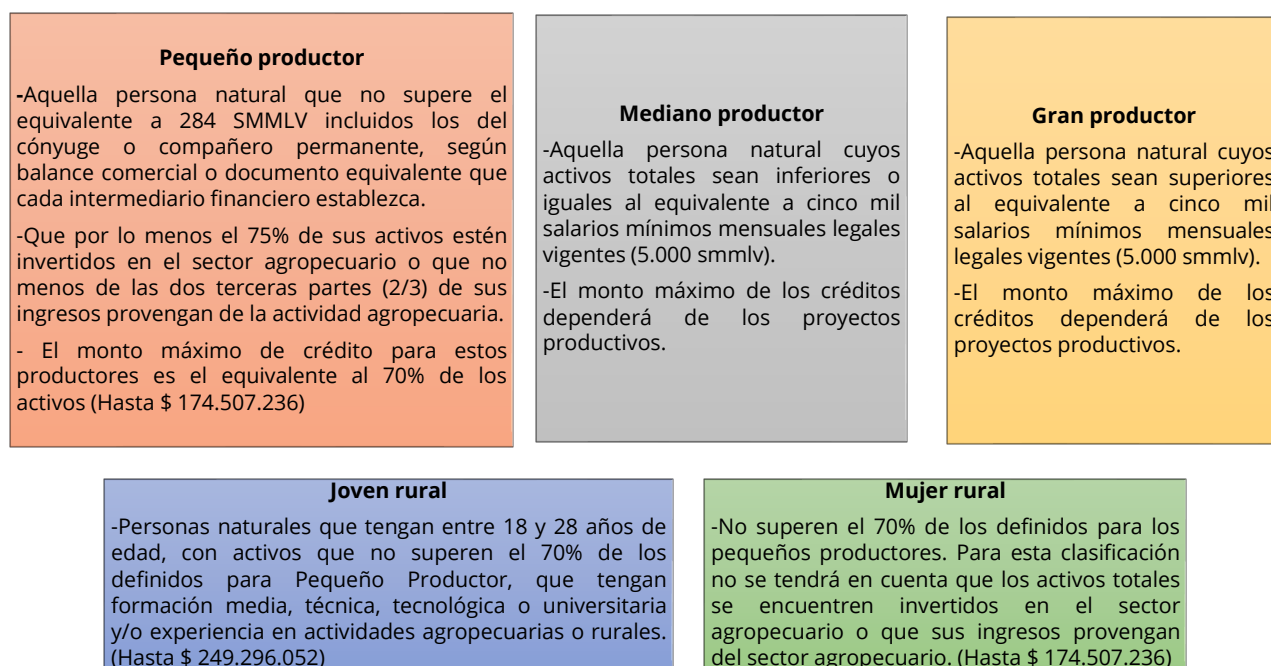 Pequeño productor
-Aquella persona natural que no supere el
equivalente a 284 SMMLV incluidos los del
cónyuge o compañero permanente, según
balance comercial o documento equivalente que
cada intermediario financiero establezca.
-Que por lo menos el 75% de sus activos estén
invertidos en el sector agropecuario o que no
menos de las dos terceras partes (2/3) de sus
ingresos provengan de la actividad agropecuaria.
- El monto máximo de crédito para estos
productores es el equivalente al 70% de los
activos (Hasta $ 174.507.236)
Mediano productor
-Aquella persona natural cuyos
activos totales sean inferiores o
iguales al equivalente a cinco mil
salarios mínimos mensuales legales
vigentes (5.000 smmlv).
-El monto máximo de los créditos
dependerá de los proyectos
productivos.
Gran productor
-Aquella persona natural cuyos
activos totales sean superiores
al equivalente a cinco mil
salarios mínimos mensuales
legales vigentes (5.000 smmlv).
-El monto máximo de los
créditos dependerá de los
proyectos productivos.
Joven rural
-Personas naturales que tengan entre 18 y 28 años de
edad, con activos que no superen el 70% de los
definidos para Pequeño Productor, que tengan
formación media, técnica, tecnológica o universitaria
y/o experiencia en actividades agropecuarias o rurales.
(Hasta $ 249.296.052)
Mujer rural
-No superen el 70% de los definidos para los
pequeños productores. Para esta clasificación
no se tendrá en cuenta que los activos totales
se encuentren invertidos en el sector
agropecuario o que sus ingresos provengan
del sector agropecuario. (Hasta $ 174.507.236)